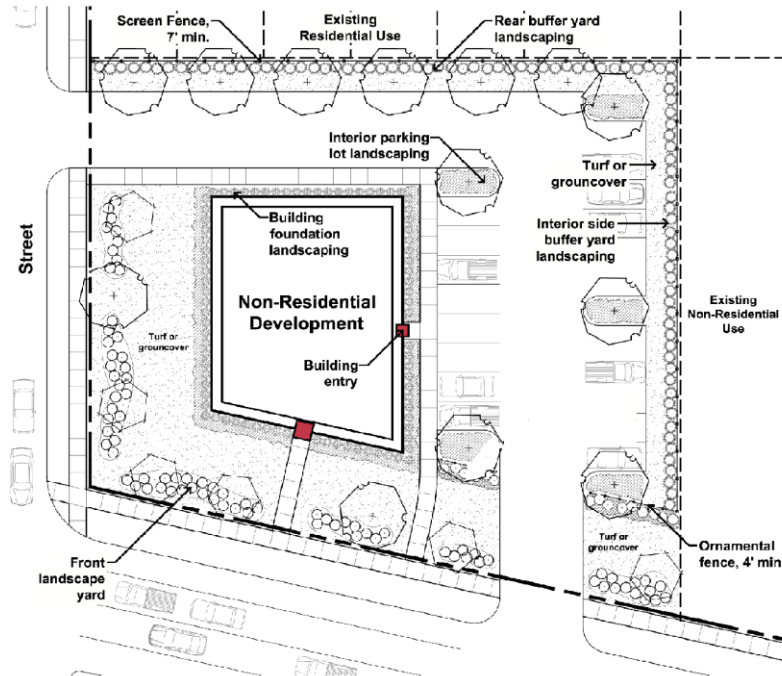 Screen Fence,
7' min.
Existing
Residential Use
Rear buffer yard
landscaping
Interior parking
lot landscaping
Turf or
groundcover
Building
foundation
landscaping
Interior side
buffer yard
landscaping
Street
Non-Residential
Development
Existing
Non-Residential
Use
Turf or
groundcover
Building
entry
Turf or
groundcover
Ornamental
fence, 4' min
Front
landscape
yard